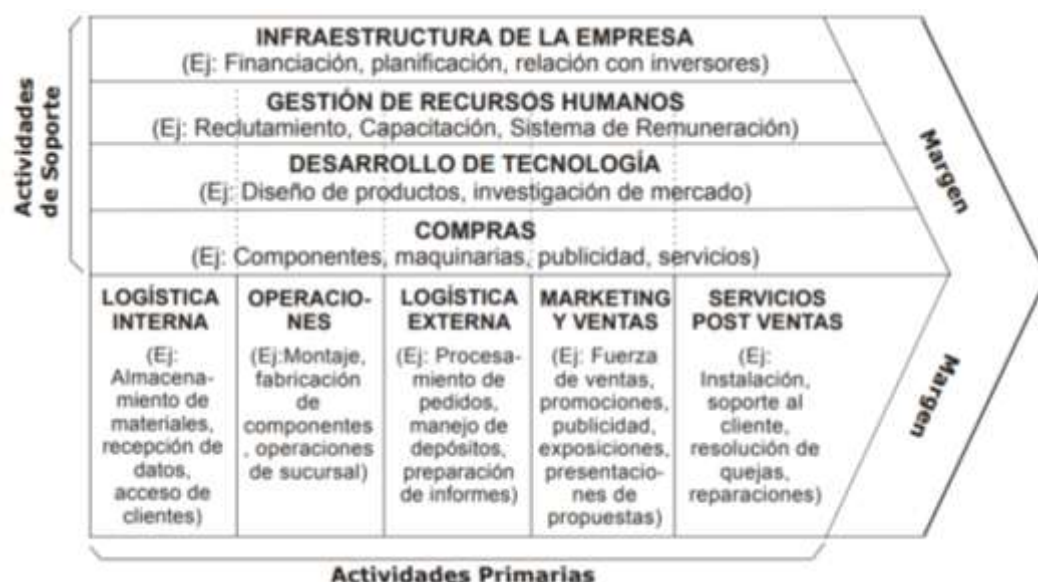 Actividades
de Soporte
INFRAESTRUCTURA DE LA EMPRESA
(Ej: Financiación, planificación, relación con inversores)
GESTIÓN DE RECURSOS HUMANOS
(Ej: Reclutamiento, Capacitación, Sistema de Remuneración)
DESARROLLO DE TECNOLOGÍA
(Ej: Diseño de productos, investigación de mercado)
COMPRAS
(Ej: Componentes, maquinarias, publicidad, servicios)
Margen
LOGÍSTICA
INTERNA
(Ej:
Almacena-
miento de
materiales,
recepción de
datos,
acceso de
clientes)
OPERACIO-
NES
(Ej:Montaje,
fabricación
de
componentes
, operaciones
de sucursal)
LOGÍSTICA
EXTERNA
(Ej: Procesa-
miento de
pedidos,
manejo de
depósitos,
preparación
de informes)
MARKETING
Y VENTAS
(Ej: Fuerza
de ventas,
promociones,
publicidad,
exposiciones,
presentacio-
nes de
propuestas)
SERVICIOS
POST VENTAS
(Ej:
Instalación,
soporte al
cliente,
resolución de
quejas,
reparaciones)
Margen
Actividades Primarias